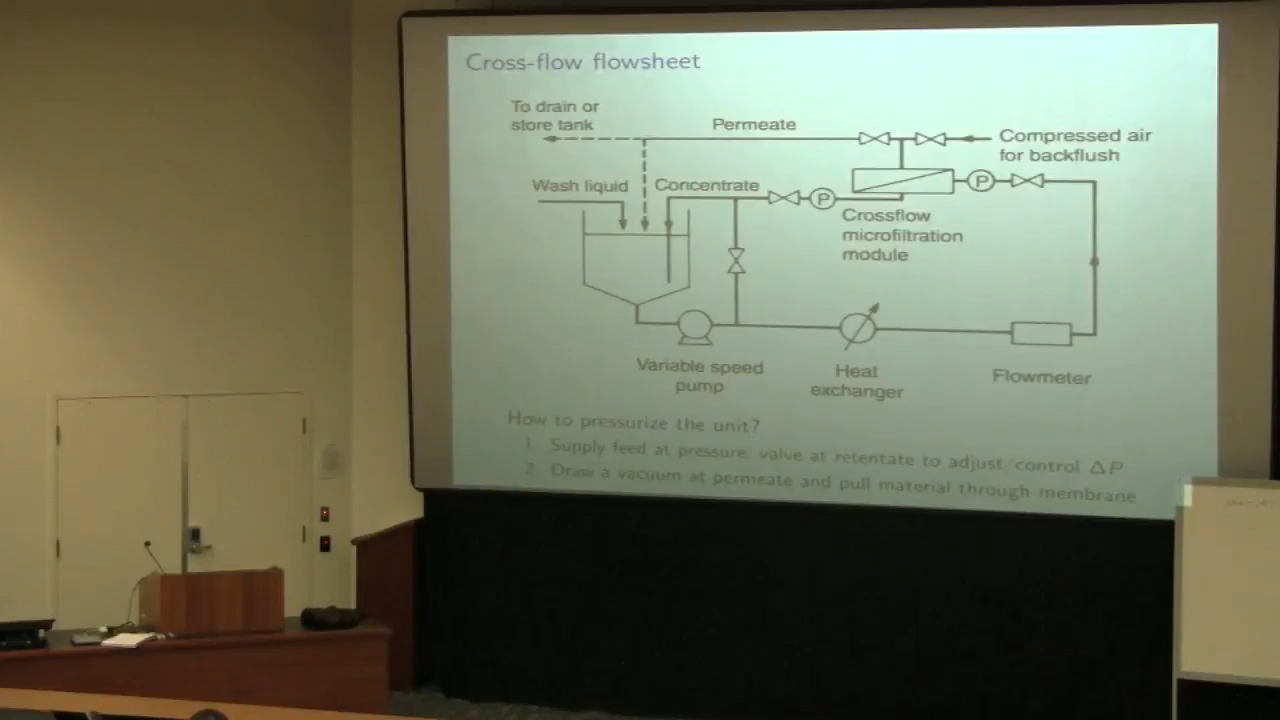 Cross-flow flowsheet
To drain or
store tank
Permeate
Compressed air
for backflush
Wash liquid
Concentrate
P
P
Crossflow
microfiltration
module
Variable speed
pump
Heat
exchanger
Flowmeter
How to pressurize the unit?
1. Supply feed at pressure; valve at retentate to adjust/control ΔP
2. Draw a vacuum at permeate and pull material through membrane